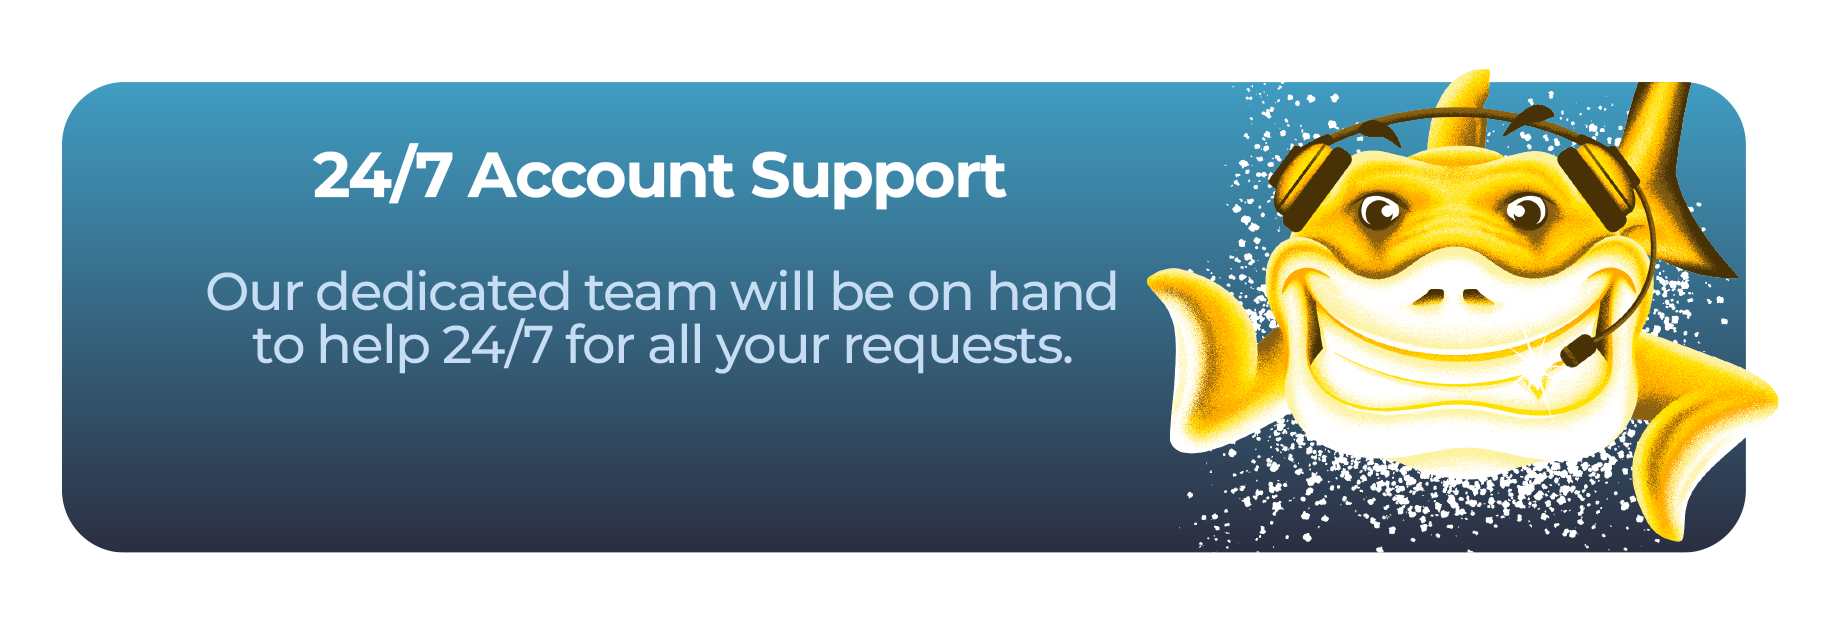 24/7 Account Support
Our dedicated team will be on hand
to help 24/7 for all your requests.